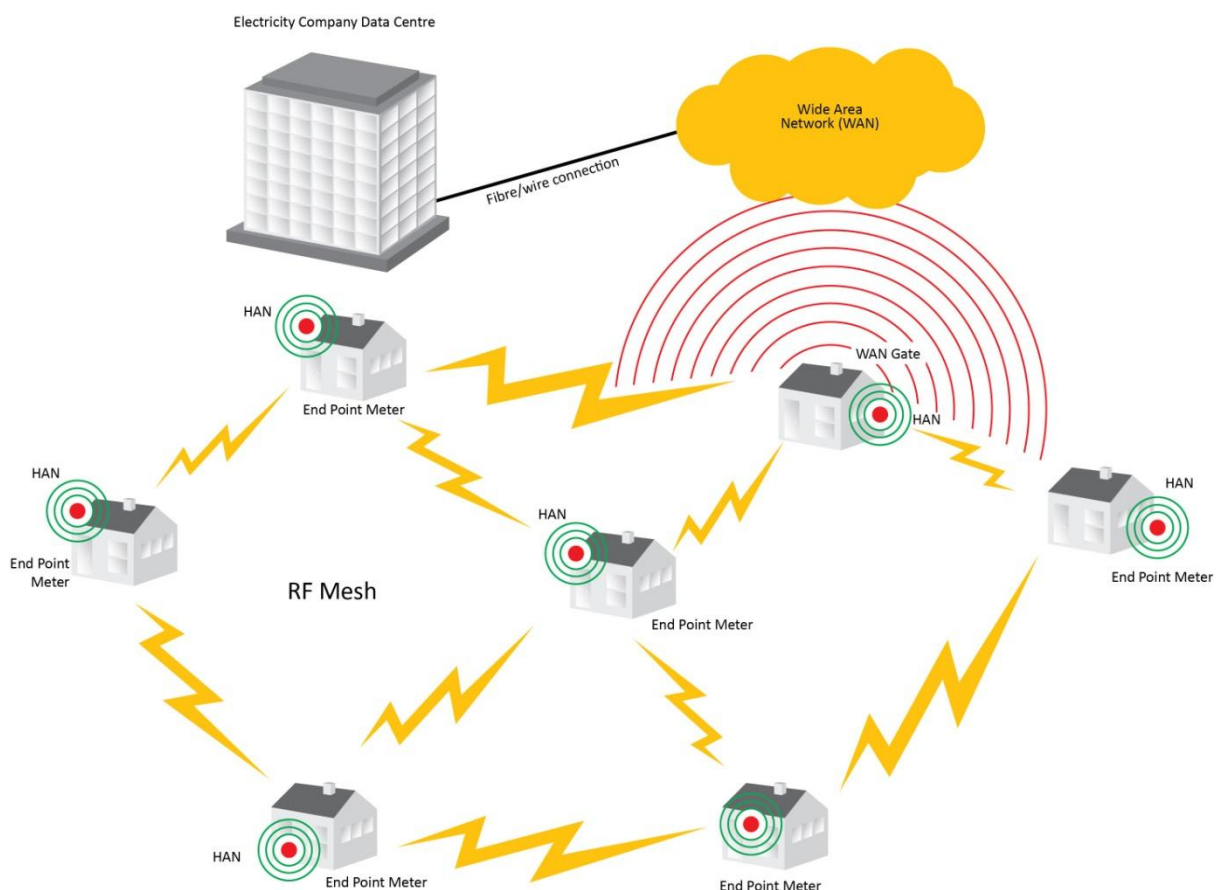 Electricity Company Data Centre
Wide Area
Network (WAN)
Fibre/wire connection
HAN
End Point Meter
WAN Gate
HAN
HAN
End Point
Meter
HAN
End Point Meter
HAN
End Point Meter
RF Mesh
HAN
End Point Meter
End Point Meter